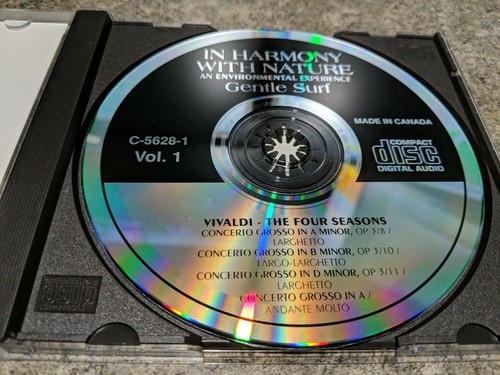 IN HARMONY
WITH NATURE
AN ENVIRONMENTAL EXPERIENCE
Gentle Surf
MADE IN CANADA
C-5628-1
Vol. 1
COMPACT
disc
DIGITAL AUDIO
VIVALDI - THE FOUR SEASONS
CONCERTO GROSSO IN A MINOR, OP 3/8 /
LARGHETTO
CONCERTO GROSSO IN B MINOR, OP 3/10 /
LARGO-LARGHETTO
CONCERTO GROSSO IN D MINOR, OP 3/11 /
LARGHETTO
CONCERTO GROSSO IN A /
ANDANTE MOLTO
disc